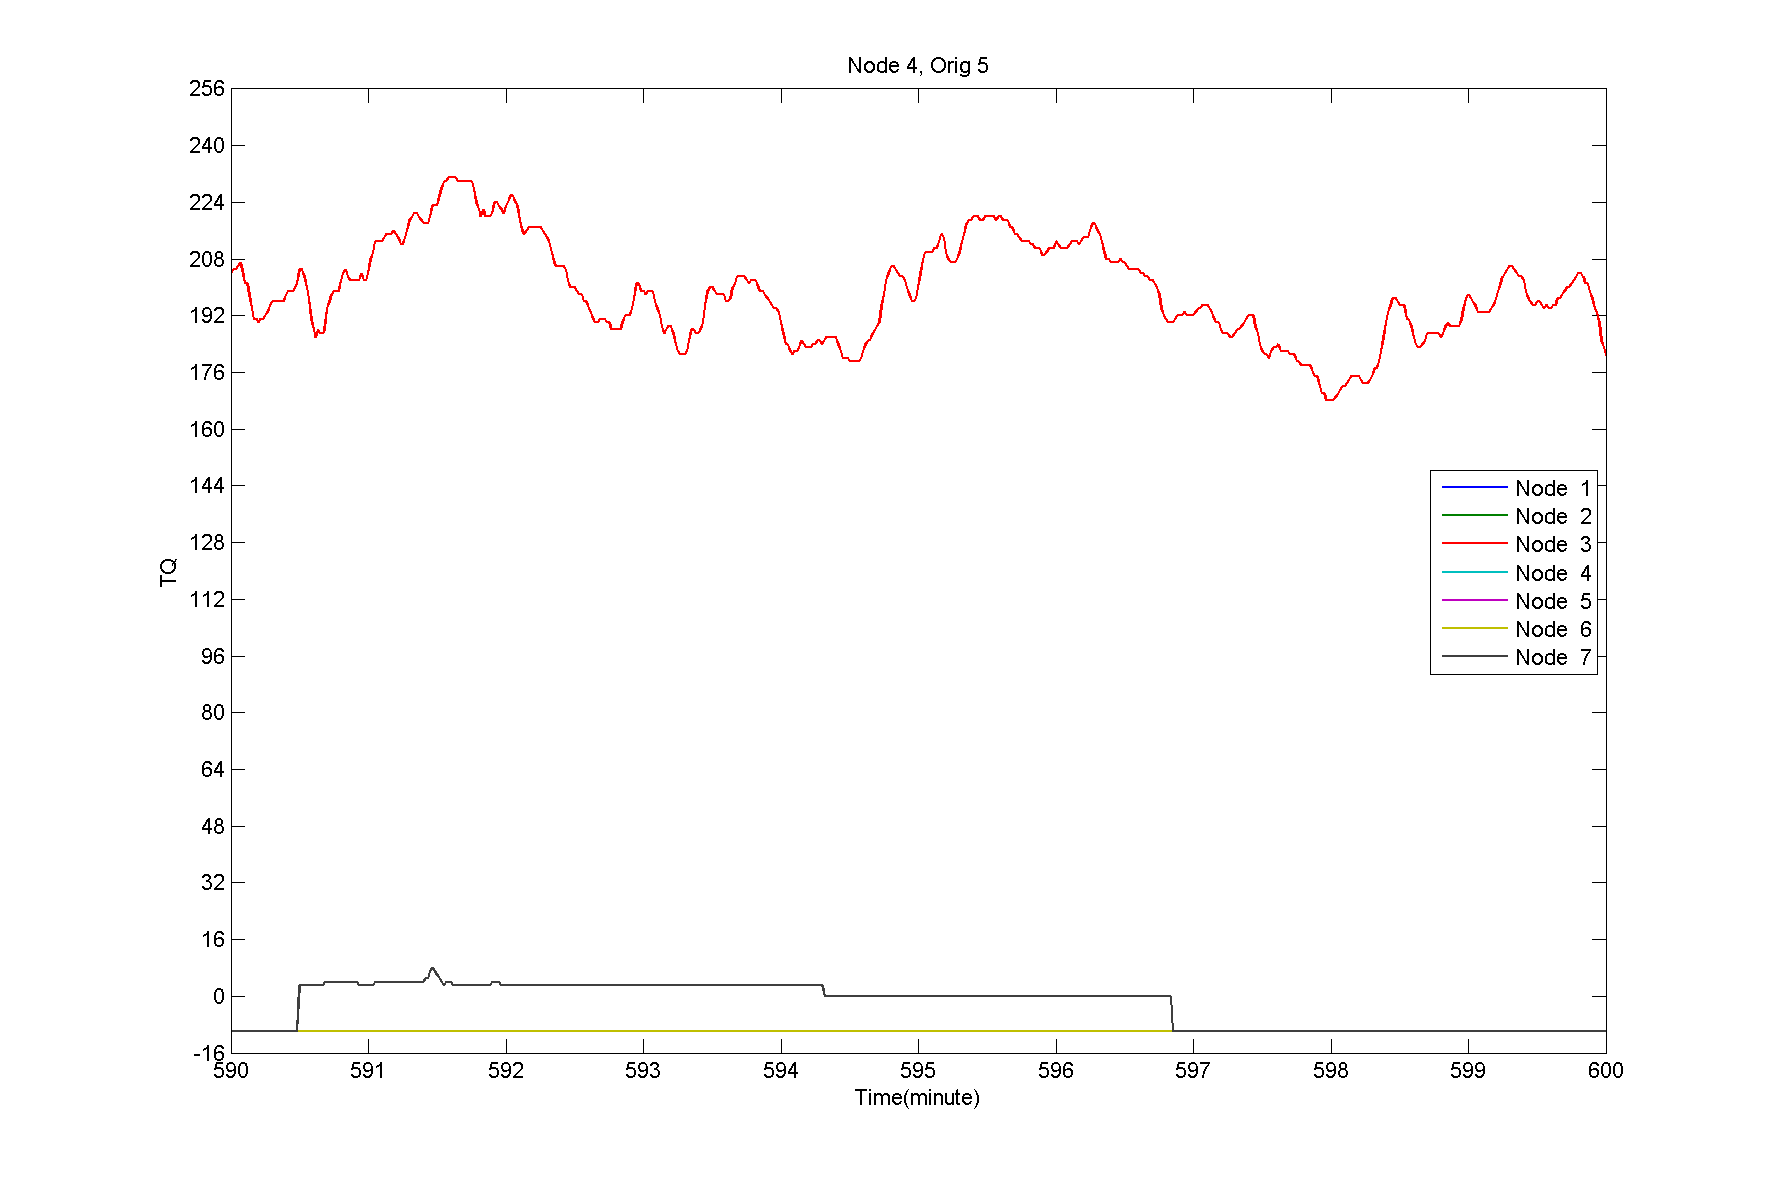 Node 4, Orig 5
256
240
224
208
192
176
160
144
128
112
96
80
64
48
32
16
0
-16
TQ
Node 1
Node 2
Node 3
Node 4
Node 5
Node 6
Node 7
590 591 592 593 594 595 596 597 598 599 600
Time(minute)